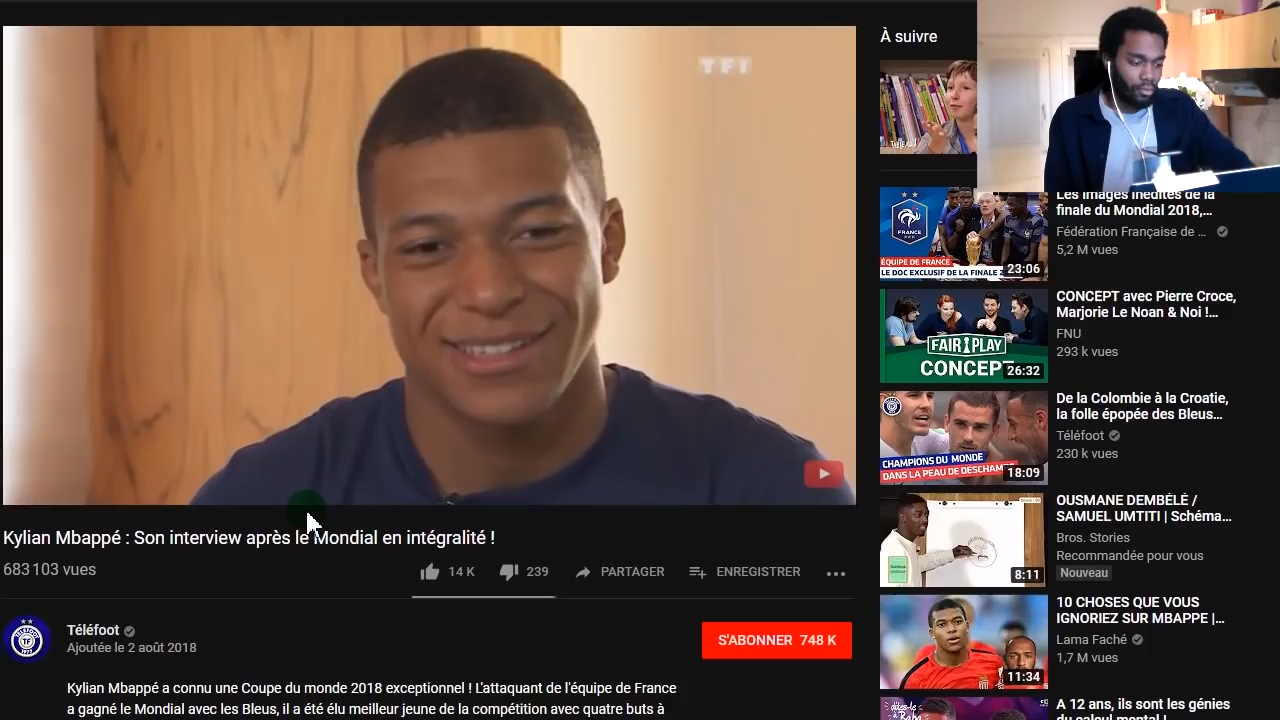 TF1
Kylian Mbappé : Son interview après le Mondial en intégralité !
683 103 vues
14 K
239
PARTAGER
ENREGISTRER
Téléfoot
Ajoutée le 2 août 2018
S'ABONNER 748 K
Kylian Mbappé a connu une Coupe du monde 2018 exceptionnel ! L'attaquant de l'équipe de France
a gagné le Mondial avec les Bleus, il a été élu meilleur jeune de la compétition avec quatre buts à
À suivre
FRANCE
FFF
ÉQUIPE DE FRANCE
LE DOC EXCLUSIF DE LA FINALE
23:06
Les images inédites de la
finale du Mondial 2018,...
Fédération Française de ...
5,2 M vues
FAIR PLAY
CONCEPT
26:32
CONCEPT avec Pierre Croce,
Marjorie Le Noan & Noi !...
FNU
293 k vues
CHAMPIONS DU MONDE
DANS LA PEAU DE DESCHAMPS
18:09
De la Colombie à la Croatie,
la folle épopée des Bleus...
Téléfoot
230 k vues
8:11
OUSMANE DEMBÉLÉ /
SAMUEL UMTITI | Schéma...
Bros. Stories
Recommandée pour vous
Nouveau
11:34
10 CHOSES QUE VOUS
IGNORIEZ SUR MBAPPE |...
Lama Faché
1,7 M vues
A 12 ans, ils sont les génies
du calcul mental !